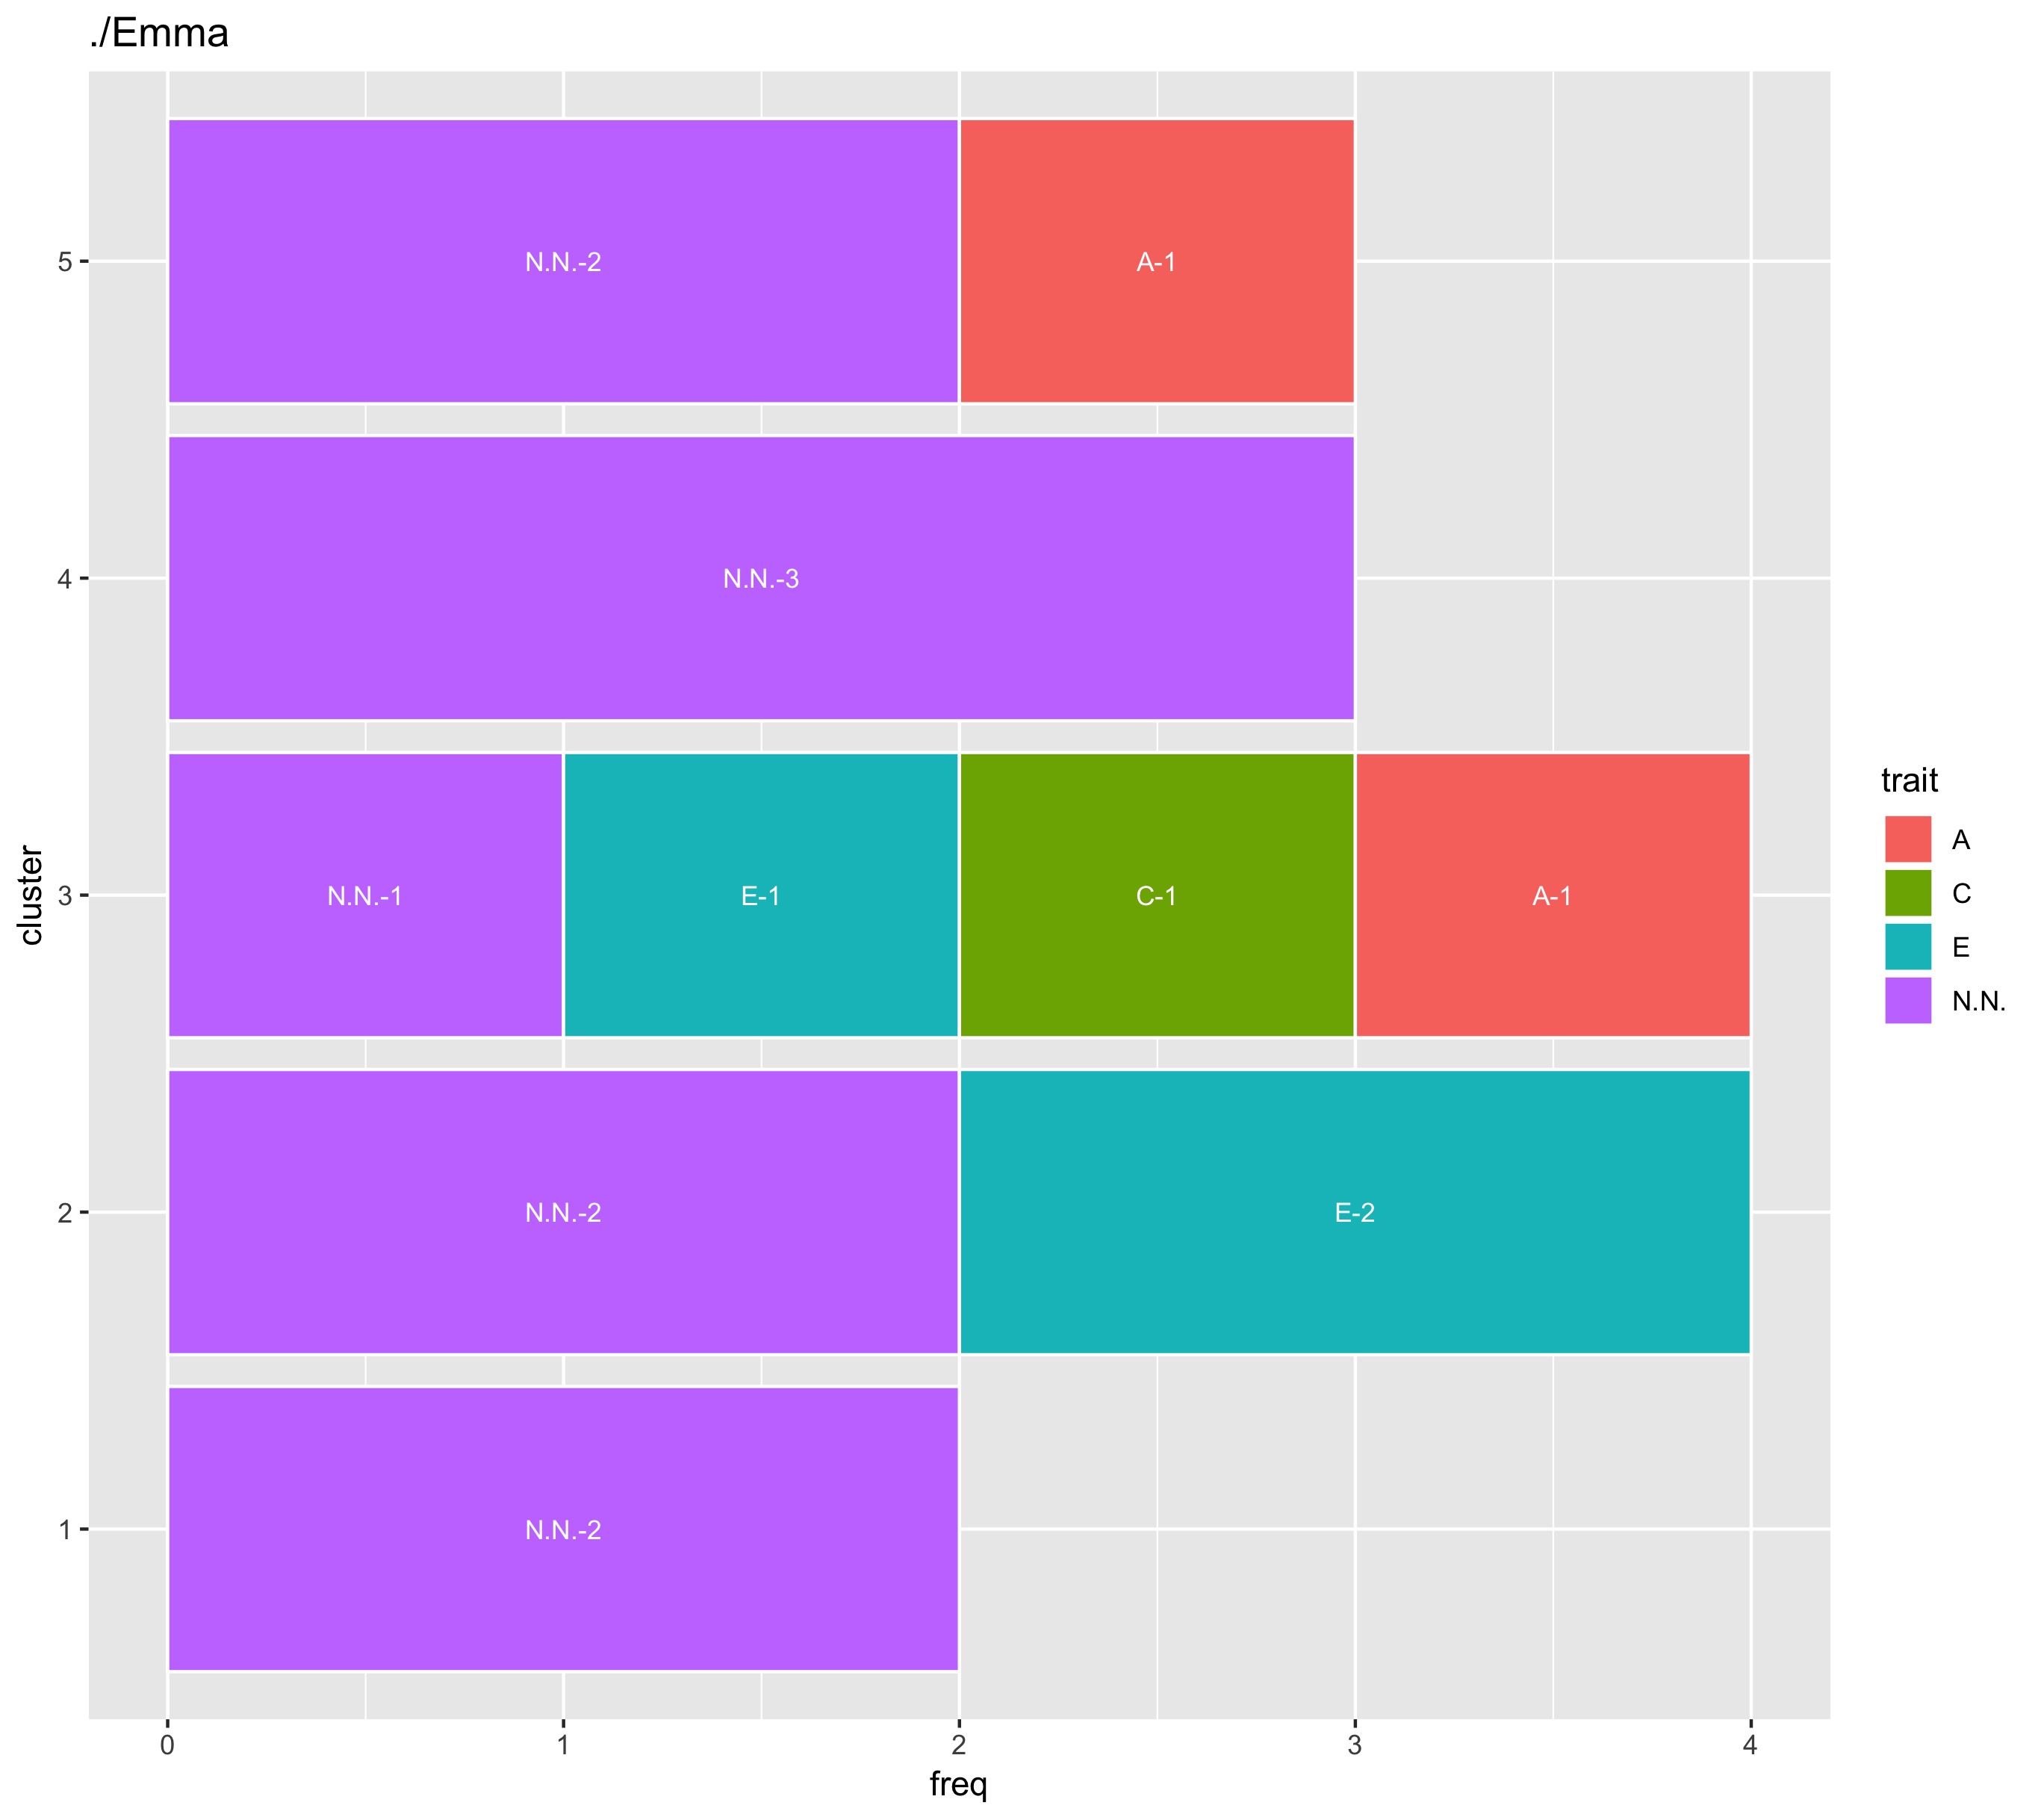 ./Emma
5
N.N.-2
A-1
4
N.N.-3
cluster
3
N.N.-1
E-1
C-1
A-1
2
N.N.-2
E-2
1
N.N.-2
0
1
2
3
4
freq
trait
A
C
E
N.N.